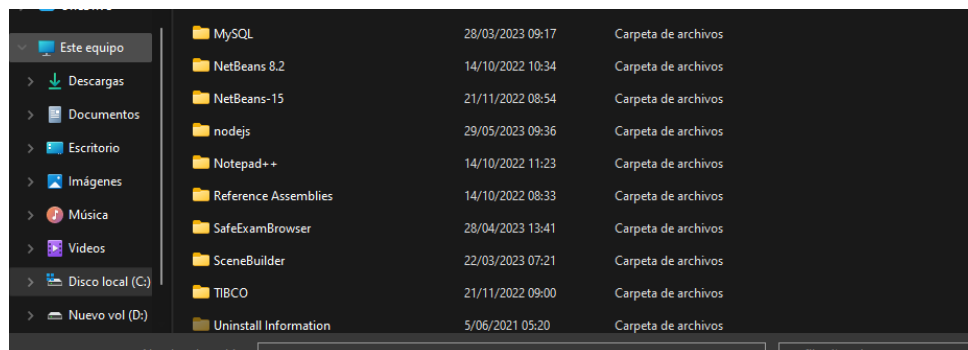 MySQL 28/03/2023 09:17 Carpeta de archivos
Este equipo
NetBeans 8.2 14/10/2022 10:34 Carpeta de archivos
Descargas
NetBeans-15 21/11/2022 08:54 Carpeta de archivos
Documentos
nodejs 29/05/2023 09:36 Carpeta de archivos
Escritorio
Notepad++ 14/10/2022 11:23 Carpeta de archivos
Imágenes
Reference Assemblies 14/10/2022 08:33 Carpeta de archivos
Música
SafeExamBrowser 28/04/2023 13:41 Carpeta de archivos
Videos
SceneBuilder 22/03/2023 07:21 Carpeta de archivos
Disco local (C:)
TIBCO 21/11/2022 09:00 Carpeta de archivos
Nuevo vol (D:)
Uninstall Information 5/06/2021 05:20 Carpeta de archivos